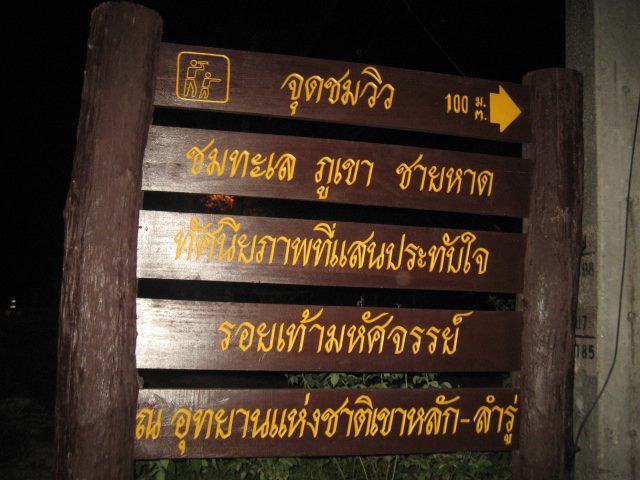 จุดชมวิว 100 ม.
ต.
ชมทะเล ภูเขา ชายหาด
ทัศนียภาพที่แสนประทับใจ
รอยเท้ามหัศจรรย์
ณ อุทยานแห่งชาติเขาหลัก-ลำรู่